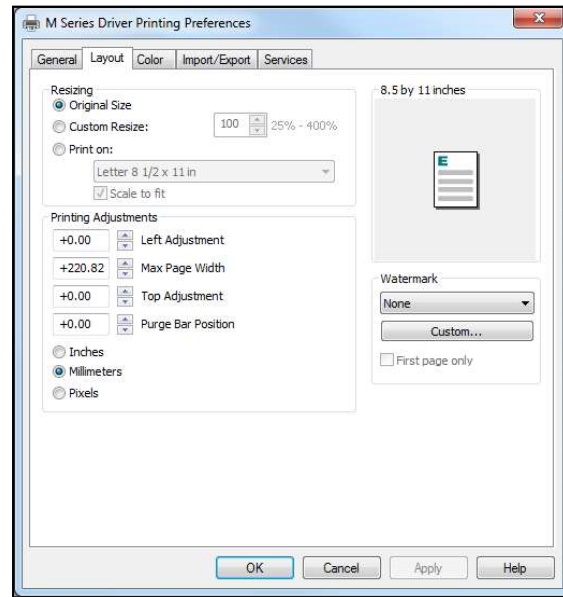 M Series Driver Printing Preferences
General Layout Color Import/Export Services
Resizing
Original Size
Custom Resize: 100 25% - 400%
Print on:
Letter 8 1/2 x 11 in
Scale to fit
Printing Adjustments
+0.00 Left Adjustment
+220.82 Max Page Width
+0.00 Top Adjustment
+0.00 Purge Bar Position
Inches
Millimeters
Pixels
8.5 by 11 inches
E
Watermark
None
Custom...
First page only
OK Cancel Apply Help